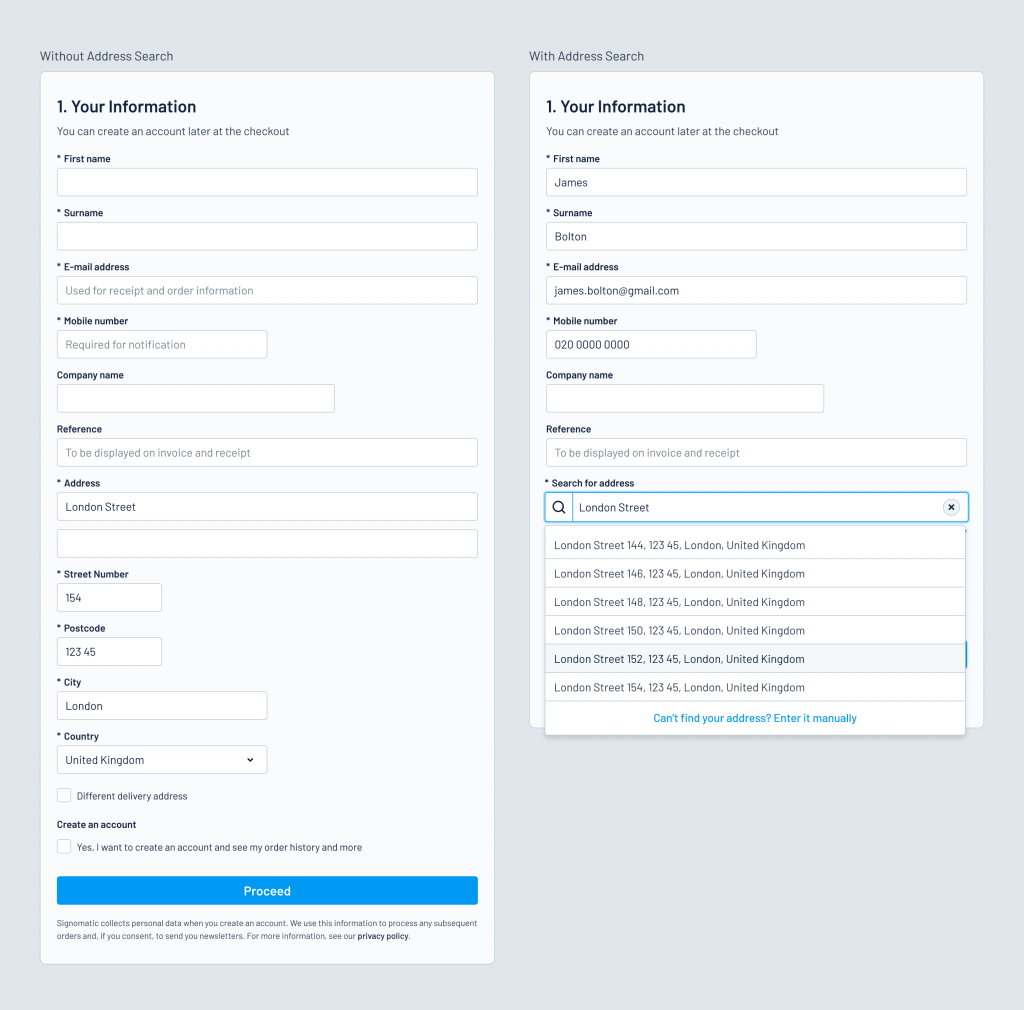 Without Address Search
1. Your Information
You can create an account later at the checkout
* First name
* Surname
* E-mail address
Used for receipt and order information
* Mobile number
Required for notification
Company name
Reference
To be displayed on invoice and receipt
* Address
London Street
* Street Number
154
* Postcode
123 45
* City
London
* Country
United Kingdom
Different delivery address
Create an account
Yes, I want to create an account and see my order history and more
Proceed
Signomatic collects personal data when you create an account. We use this information to process any subsequent
orders and, if you consent, to send you newsletters. For more information, see our privacy policy.
With Address Search
1. Your Information
You can create an account later at the checkout
* First name
James
* Surname
Bolton
* E-mail address
james.bolton@gmail.com
* Mobile number
020 0000 0000
Company name
Reference
To be displayed on invoice and receipt
* Search for address
London Street
London Street 144, 123 45, London, United Kingdom
London Street 146, 123 45, London, United Kingdom
London Street 148, 123 45, London, United Kingdom
London Street 150, 123 45, London, United Kingdom
London Street 152, 123 45, London, United Kingdom
London Street 154, 123 45, London, United Kingdom
Can't find your address? Enter it manually